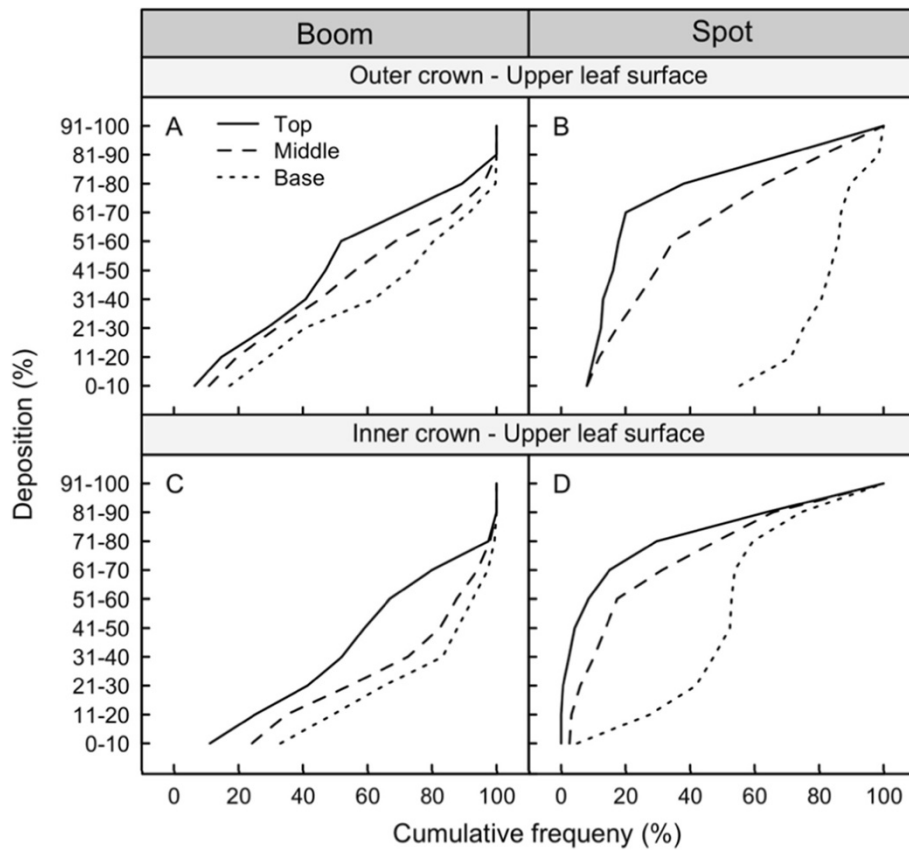 Boom
Spot
Outer crown - Upper leaf surface
A
Top
Middle
Base
B
91-100
81-90
71-80
61-70
51-60
41-50
31-40
21-30
11-20
0-10
Inner crown - Upper leaf surface
C
D
91-100
81-90
71-80
61-70
51-60
41-50
31-40
21-30
11-20
0-10
Deposition (%)
0 20 40 60 80 100 0 20 40 60 80 100
Cumulative frequeny (%)